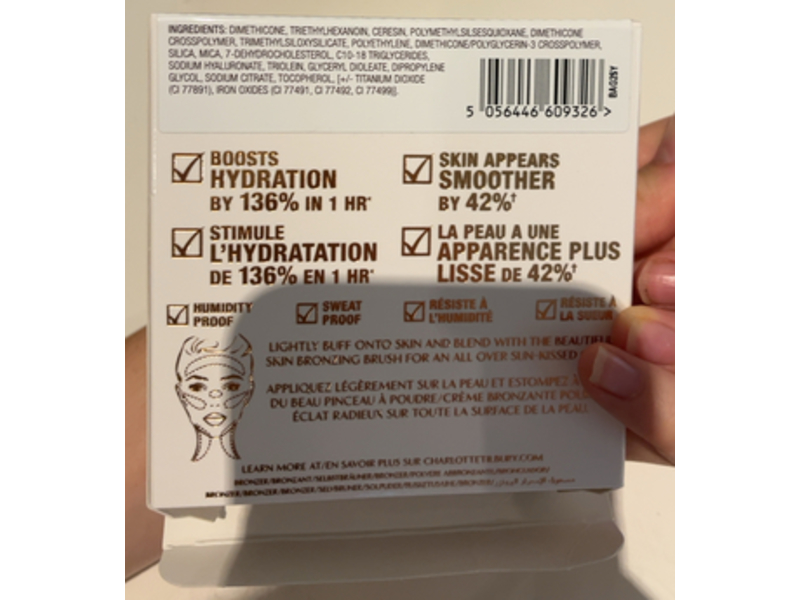 INGREDIENTS: DIMETHICONE, TRIETHYLHEXANOIN, CERESIN, POLYMETHYLSILSESQUIOXANE, DIMETHICONE
CROSSPOLYMER, TRIMETHYLSILOXYSILICATE, POLYETHYLENE, DIMETHICONE/POLYGLYCERIN-3 CROSSPOLYMER,
SILICA, MICA, 7-DEHYDROCHOLESTEROL, C10-18 TRIGLYCERIDES,
SODIUM HYALURONATE, TRIOLEIN, GLYCERYL DIOLEATE, DIPROPYLENE
GLYCOL, SODIUM CITRATE, TOCOPHEROL, [+/- TITANIUM DIOXIDE
(CI 77891), IRON OXIDES (CI 77491, CI 77492, CI 77499)].
5 056446 609326 >
BOOSTS
HYDRATION
BY 136% IN 1 HR*
SKIN APPEARS
SMOOTHER
BY 42%†
STIMULE
L'HYDRATATION
DE 136% EN 1 HR*
LA PEAU A UNE
APPARENCE PLUS
LISSE DE 42%†
HUMIDITY
PROOF
SWEAT
PROOF
RÉSISTE À
L'HUMIDITÉ
RÉSISTE À
LA SUEUR
LIGHTLY BUFF ONTO SKIN AND BLEND WITH THE BEAUTIFUL
SKIN BRONZING BRUSH FOR AN ALL OVER SUN-KISSED
APPLIQUEZ LÉGÈREMENT SUR LA PEAU ET ESTOMPEZ À
DU BEAU PINCEAU À POUDRE/CRÈME BRONZANTE POUR
ÉCLAT RADIEUX SUR TOUTE LA SURFACE DE LA PEAU
LEARN MORE AT/EN SAVOIR PLUS SUR CHARLOTTETILBURY.COM